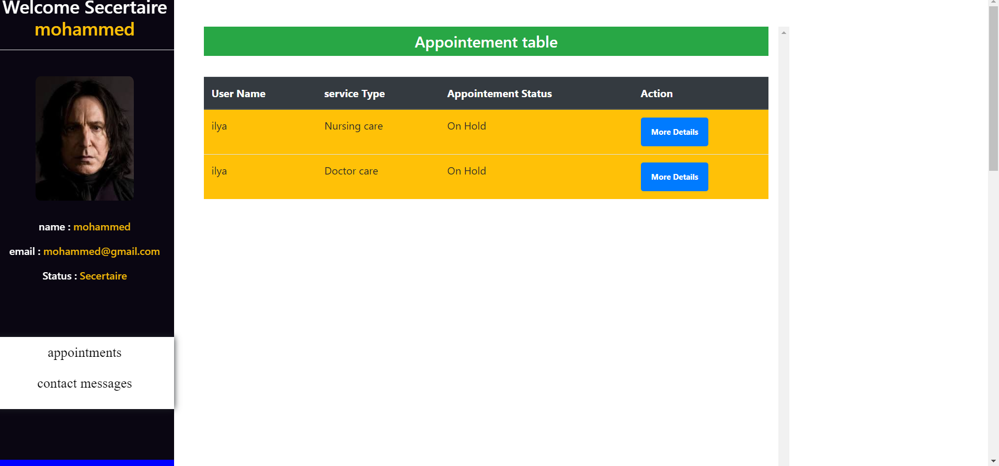 Welcome Secertaire
mohammed
name : mohammed
email : mohammed@gmail.com
Status : Secertaire
appointments
contact messages
Appointement table
User Name service Type Appointement Status Action
ilya Nursing care On Hold More Details
ilya Doctor care On Hold More Details